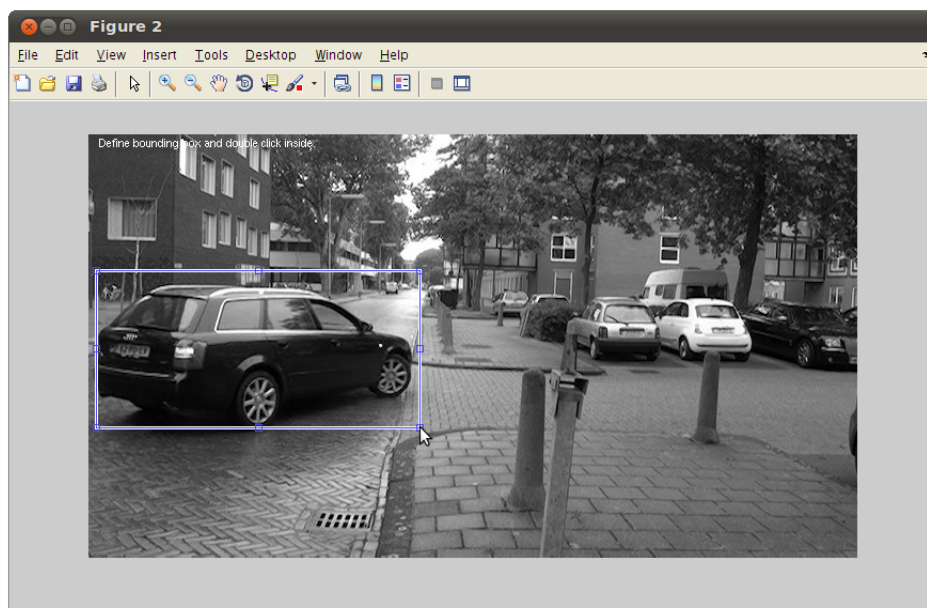 Figure 2
File Edit View Insert Tools Desktop Window Help
Define bounding box and double click inside.